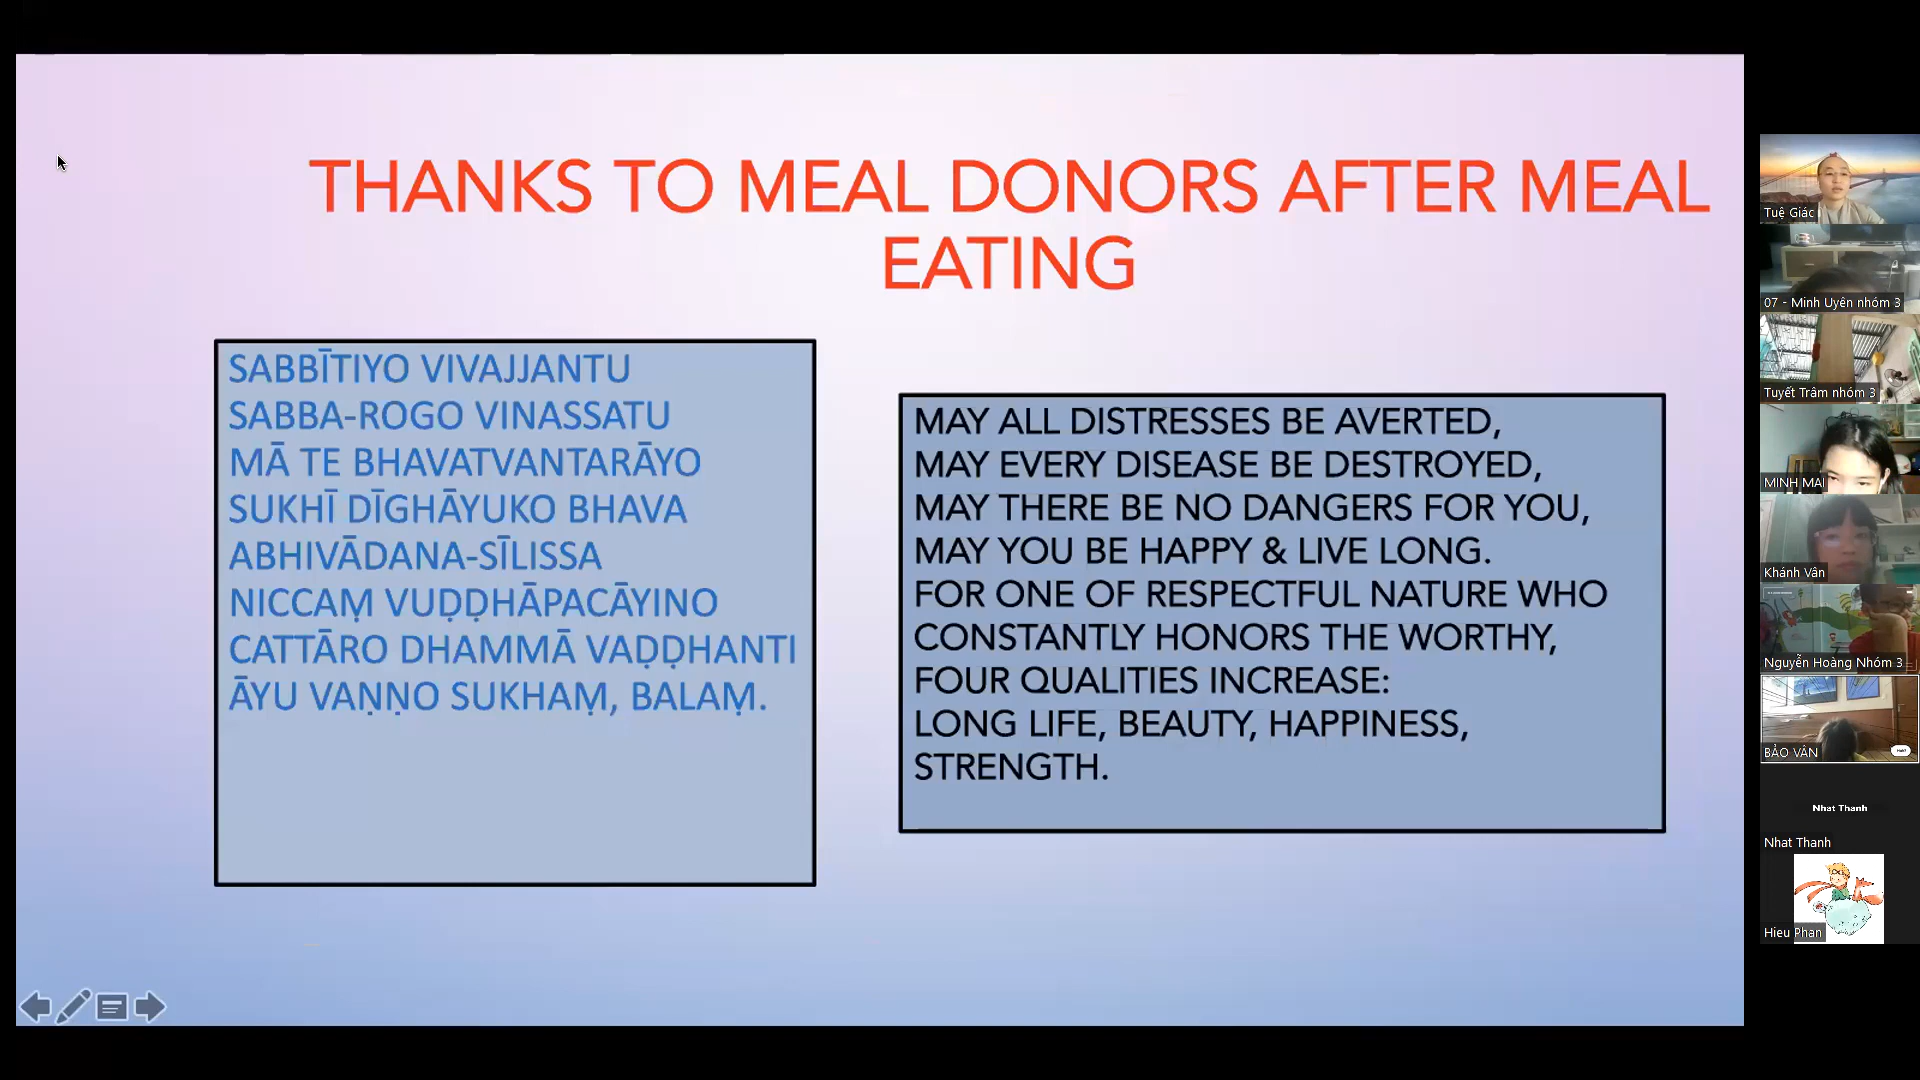 THANKS TO MEAL DONORS AFTER MEAL
EATING
SABBĪTIYO VIVAJJANTU
SABBA-ROGO VINASSATU
MĀ TE BHAVATVANTARĀYO
SUKHĪ DĪGHĀYUKO BHAVA
ABHIVĀDANA-SĪLISSA
NICCAṂ VUḌḌHĀPACĀYINO
CATTĀRO DHAMMĀ VAḌḌHANTI
ĀYU VAṆṆO SUKHAṂ, BALAṂ.
MAY ALL DISTRESSES BE AVERTED,
MAY EVERY DISEASE BE DESTROYED,
MAY THERE BE NO DANGERS FOR YOU,
MAY YOU BE HAPPY & LIVE LONG.
FOR ONE OF RESPECTFUL NATURE WHO
CONSTANTLY HONORS THE WORTHY,
FOUR QUALITIES INCREASE:
LONG LIFE, BEAUTY, HAPPINESS,
STRENGTH.
Tuệ Giác
07 - Minh Uyên nhóm 3
Tuyết Trâm nhóm 3
MINH MAI
Khánh Vân
Nguyễn Hoàng Nhóm 3
BẢO VÂN
Nhat Thanh
Nhat Thanh
Hieu Phan